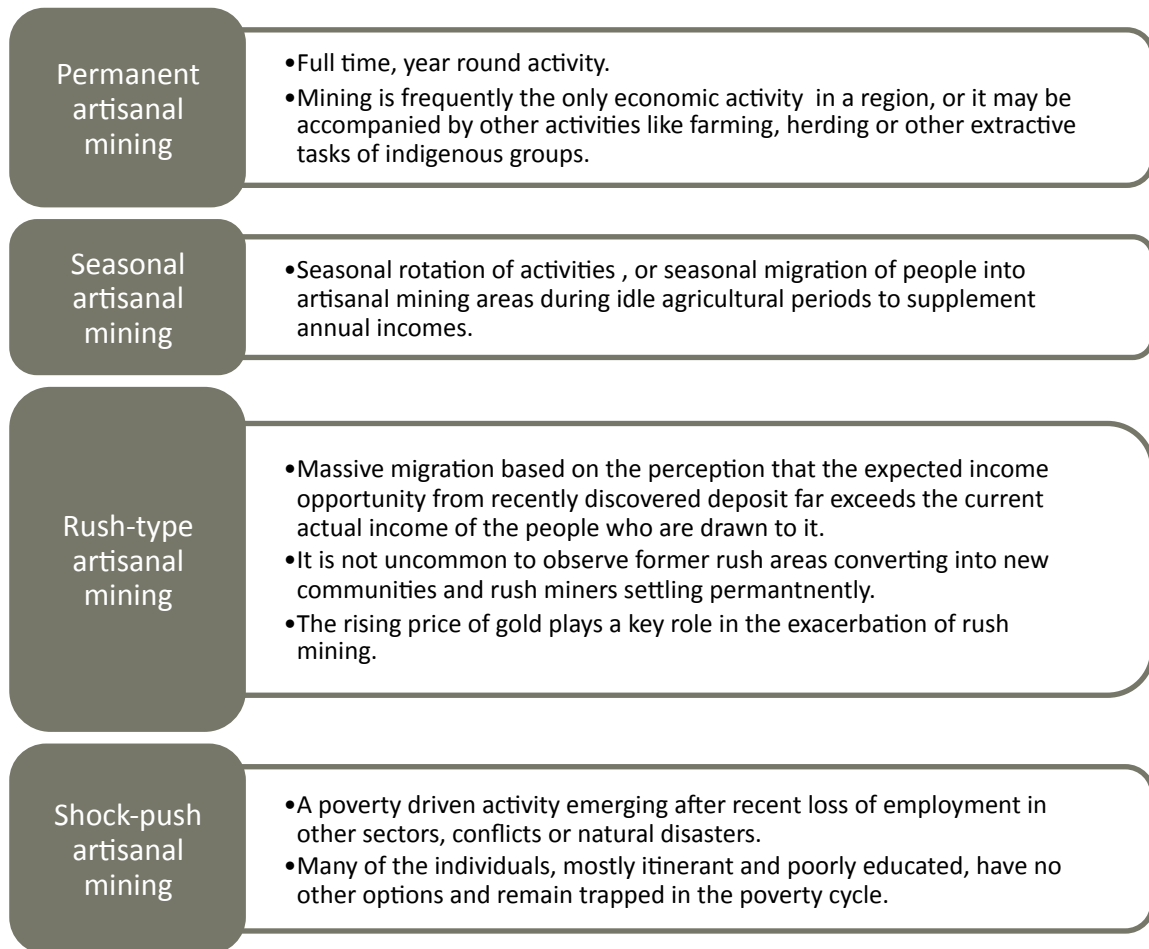 Permanent
artisanal
mining
•Full time, year round activity.
•Mining is frequently the only economic activity  in a region, or it may be
accompanied by other activities like farming, herding or other extractive
tasks of indigenous groups.
Seasonal
artisanal
mining
•Seasonal rotation of activities , or seasonal migration of people into
artisanal mining areas during idle agricultural periods to supplement
annual incomes.
Rush-type
artisanal
mining
•Massive migration based on the perception that the expected income
opportunity from recently discovered deposit far exceeds the current
actual income of the people who are drawn to it.
•It is not uncommon to observe former rush areas converting into new
communities and rush miners settling permantnently.
•The rising price of gold plays a key role in the exacerbation of rush
mining.
Shock-push
artisanal
mining
•A poverty driven activity emerging after recent loss of employment in
other sectors, conflicts or natural disasters.
•Many of the individuals, mostly itinerant and poorly educated, have no
other options and remain trapped in the poverty cycle.